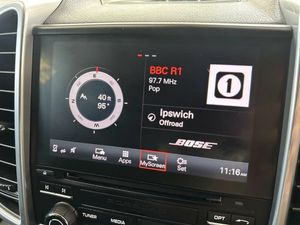 BBC R1
97.7 MHz
Pop
1
40 ft
95°
Ipswich
Offroad
BOSE
Menu
Apps
MyScreen
Set
11:16 AM
TUNER
MEDIA
OPT